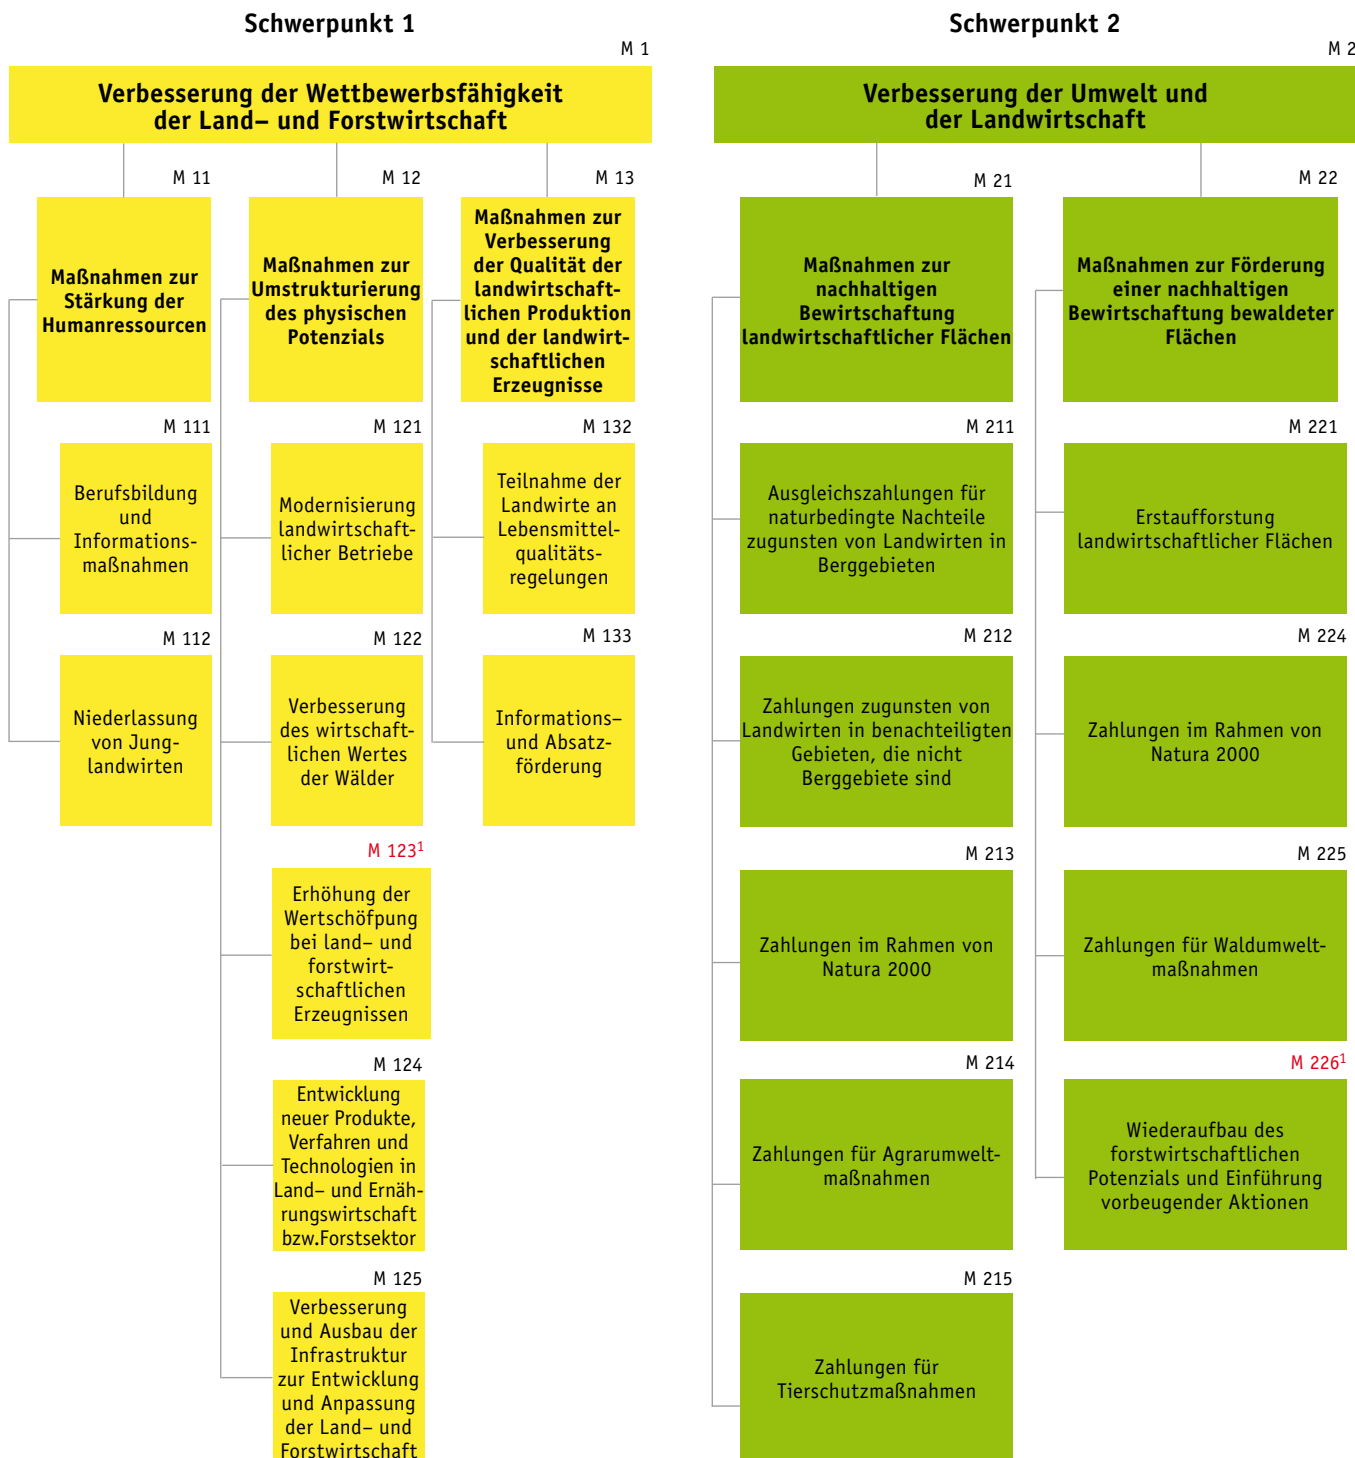 Schwerpunkt 1
M 1
Verbesserung der Wettbewerbsfähigkeit
der Land– und Forstwirtschaft
M 11
Maßnahmen zur
Stärkung der
Humanressourcen
M 111
Berufsbildung
und
Informations-
maßnahmen
M 112
Niederlassung
von Jung-
landwirten
M 12
Maßnahmen zur
Umstrukturierung
des physischen
Potenzials
M 121
Modernisierung
landwirtschaft-
licher Betriebe
M 122
Verbesserung
des wirtschaft-
lichen Wertes
der Wälder
M 123¹
Erhöhung der
Wertschöfpung
bei land– und
forstwirt-
schaftlichen
Erzeugnissen
M 124
Entwicklung
neuer Produkte,
Verfahren und
Technologien in
Land– und Ernäh-
rungswirtschaft
bzw.Forstsektor
M 125
Verbesserung
und Ausbau der
Infrastruktur
zur Entwicklung
und Anpassung
der Land– und
Forstwirtschaft
M 13
Maßnahmen zur
Verbesserung
der Qualität der
landwirtschaft-
lichen Produktion
und der landwirt-
schaftlichen
Erzeugnisse
M 132
Teilnahme der
Landwirte an
Lebensmittel-
qualitäts-
regelungen
M 133
Informations–
und Absatz-
förderung
Schwerpunkt 2
M 2
Verbesserung der Umwelt und
der Landwirtschaft
M 21
Maßnahmen zur
nachhaltigen
Bewirtschaftung
landwirtschaftlicher Flächen
M 211
Ausgleichszahlungen für
naturbedingte Nachteile
zugunsten von Landwirten in
Berggebieten
M 212
Zahlungen zugunsten von
Landwirten in benachteiligten
Gebieten, die nicht
Berggebiete sind
M 213
Zahlungen im Rahmen von
Natura 2000
M 214
Zahlungen für Agrarumwelt-
maßnahmen
M 215
Zahlungen für
Tierschutzmaßnahmen
M 22
Maßnahmen zur Förderung
einer nachhaltigen
Bewirtschaftung bewaldeter
Flächen
M 221
Erstaufforstung
landwirtschaftlicher Flächen
M 224
Zahlungen im Rahmen von
Natura 2000
M 225
Zahlungen für Waldumwelt-
maßnahmen
M 226¹
Wiederaufbau des
forstwirtschaftlichen
Potenzials und Einführung
vorbeugender Aktionen